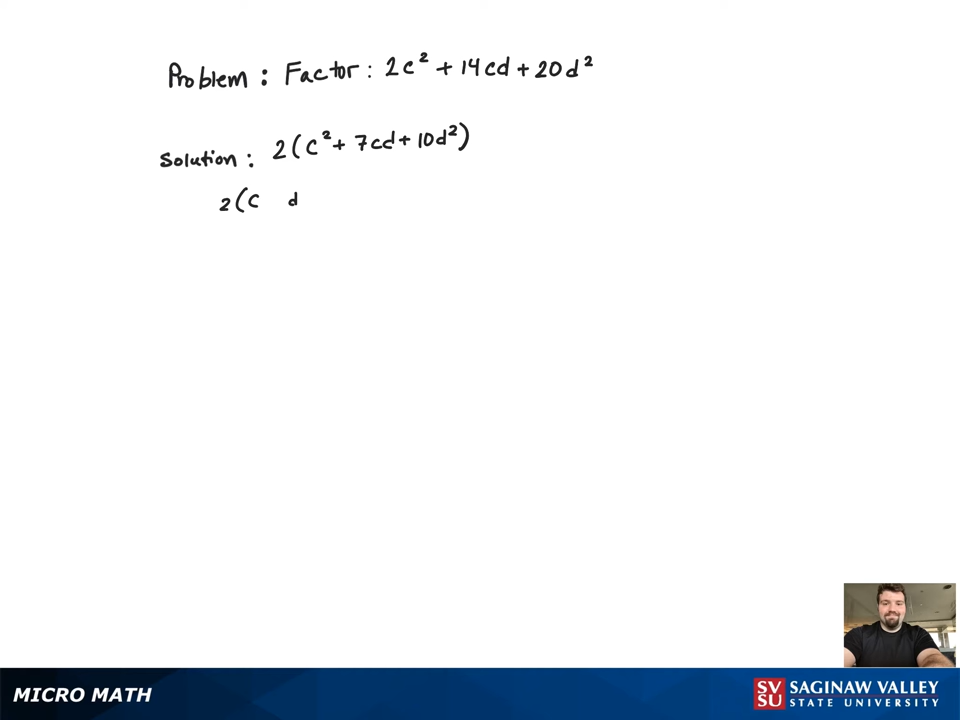 Problem: Factor: 2c² + 14cd + 20d²
Solution: 2(c² + 7cd + 10d²)
2(c d
MICRO MATH
SVSU SAGINAW VALLEY STATE UNIVERSITY